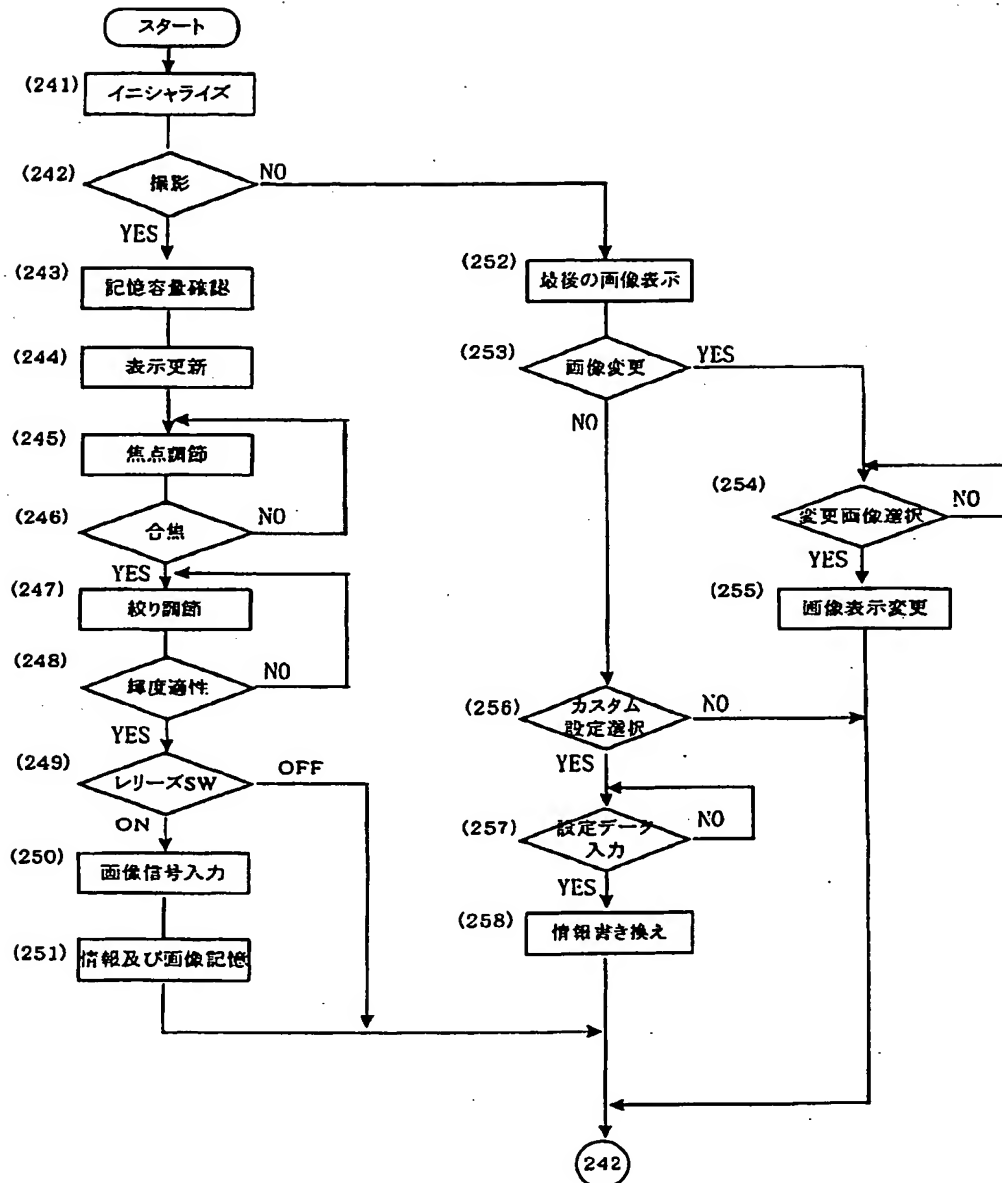 スタート
(241)
イニシャライズ
(242)
撮影
NO
YES
(243)
記憶容量確認
(244)
表示更新
(245)
焦点調節
(246)
合焦
NO
YES
(247)
絞り調節
(248)
輝度適性
NO
YES
(249)
レリーズSW
OFF
ON
(250)
画像信号入力
(251)
情報及び画像記憶
(252)
最後の画像表示
(253)
画像変更
YES
NO
(254)
変更画像選択
NO
YES
(255)
画像表示変更
(256)
カスタム
設定選択
NO
YES
(257)
設定データ
入力
NO
YES
(258)
情報書き換え
242